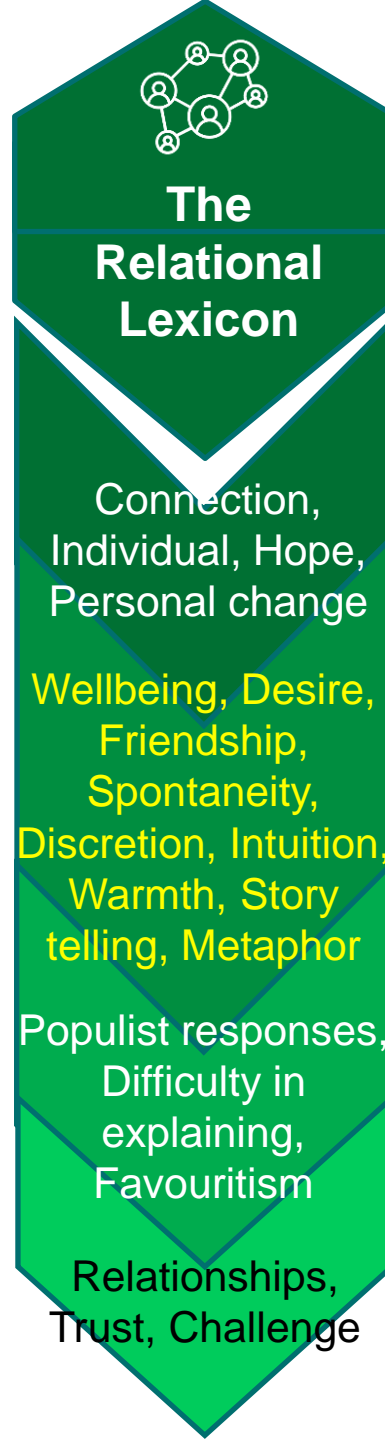 The
Relational
Lexicon
Connection,
Individual, Hope,
Personal change
Wellbeing, Desire,
Friendship,
Spontaneity,
Discretion, Intuition,
Warmth, Story
telling, Metaphor
Populist responses,
Difficulty in
explaining,
Favouritism
Relationships,
Trust, Challenge